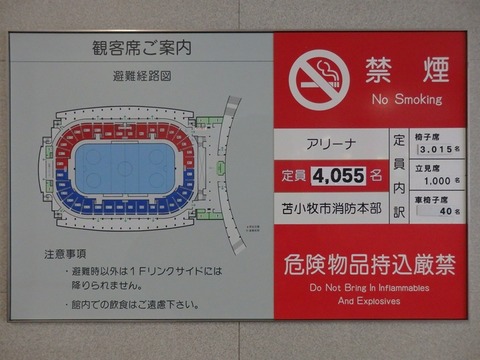 観客席ご案内
避難経路図
注意事項
・避難時以外は1Fリンクサイドには
降りられません。
・館内での飲食はご遠慮下さい。
禁煙
No Smoking
アリーナ
定員 4,055 名
苫小牧市消防本部
定員内訳
椅子席
3,015 名
立見席
1,000 名
車椅子席
40 名
危険物品持込厳禁
Do Not Bring In Inflammables
And Explosives